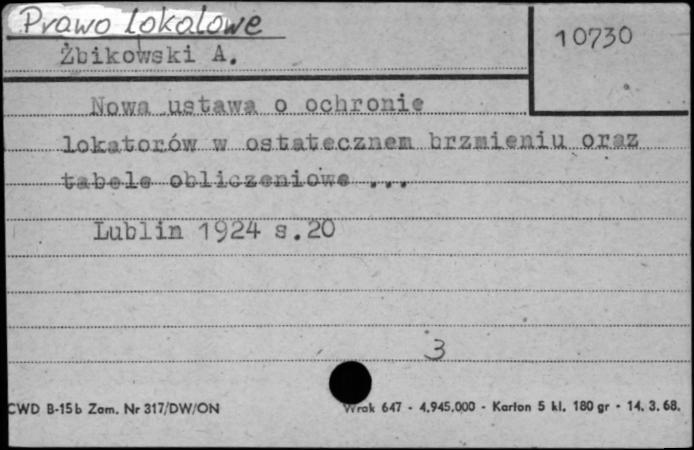 Prawo lokalowe
10730
Żbikowski A.
Nowa ustawa o ochronie
lokatorów w ostatecznem brzmieniu oraz
tabele obliczeniowe ...
Lublin 1924 s.20
3
CWD B-15b Zam. Nr 317/DW/ON
Wrak 647 - 4.945.000 - Karton 5 kl. 180 gr - 14. 3. 68.